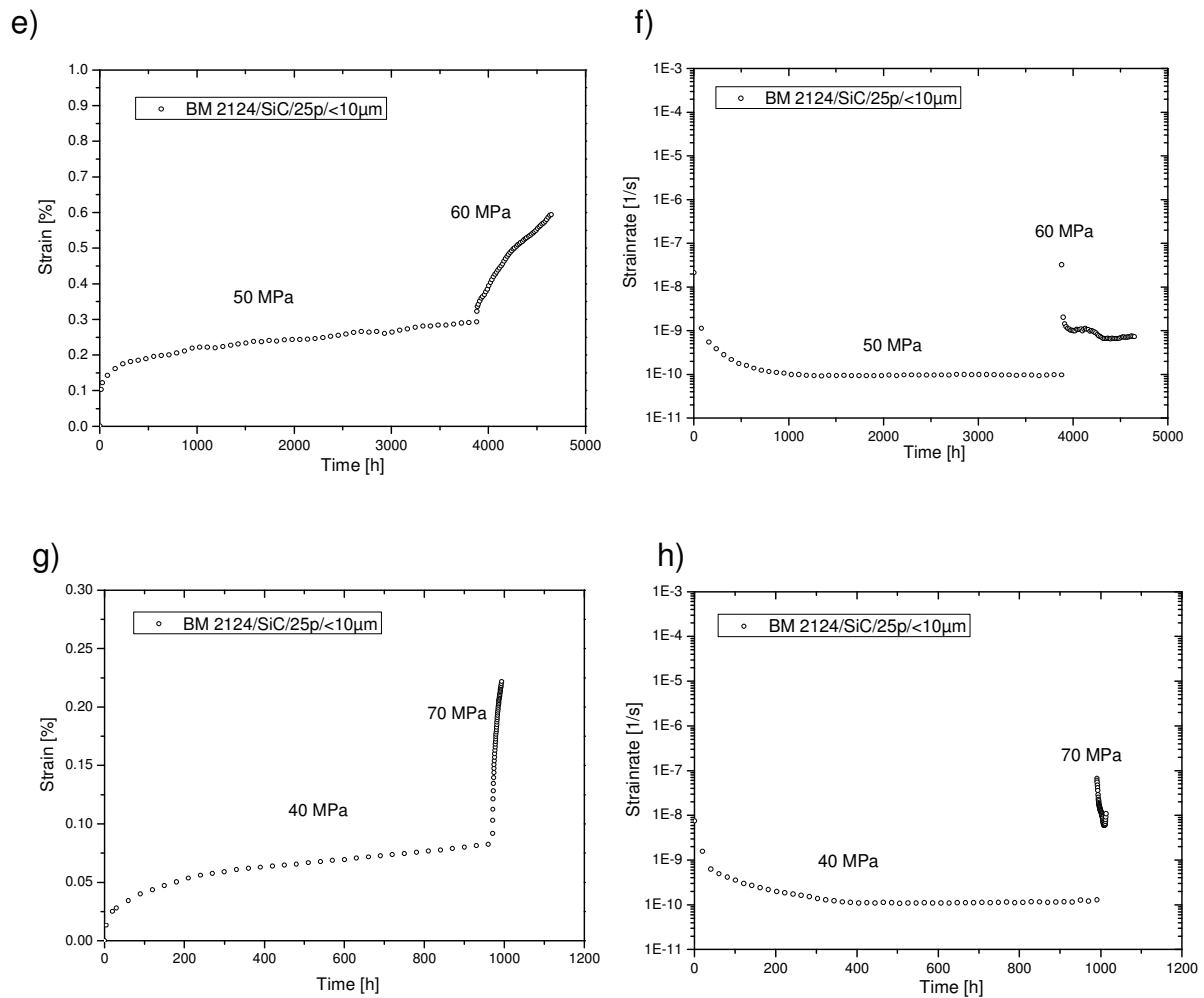 e)
1.0
0.9
0.8
0.7
0.6
0.5
0.4
0.3
0.2
0.1
0.0
Strain [%]
BM 2124/SiC/25p/<10µm
60 MPa
50 MPa
0 1000 2000 3000 4000 5000
Time [h]
f)
1E-3
1E-4
1E-5
1E-6
1E-7
1E-8
1E-9
1E-10
1E-11
Strainrate [1/s]
BM 2124/SiC/25p/<10µm
60 MPa
50 MPa
0 1000 2000 3000 4000 5000
Time [h]
g)
0.30
0.25
0.20
0.15
0.10
0.05
0.00
Strain [%]
BM 2124/SiC/25p/<10µm
70 MPa
40 MPa
0 200 400 600 800 1000 1200
Time [h]
h)
1E-3
1E-4
1E-5
1E-6
1E-7
1E-8
1E-9
1E-10
1E-11
Strainrate [1/s]
BM 2124/SiC/25p/<10µm
70 MPa
40 MPa
0 200 400 600 800 1000 1200
Time [h]